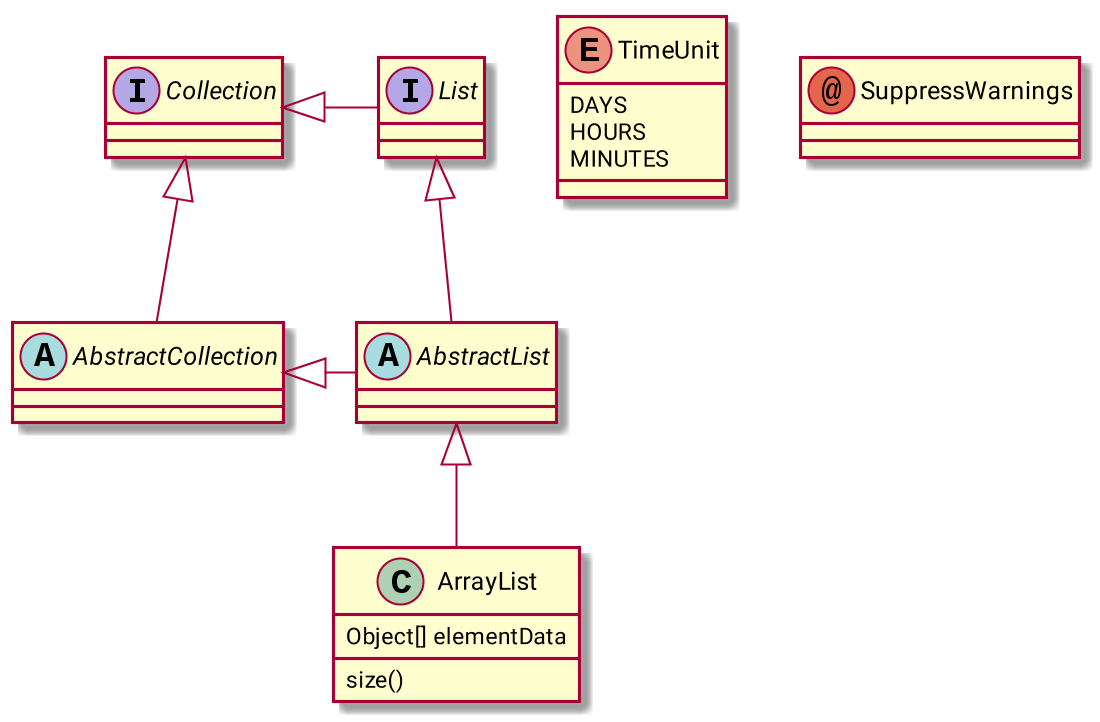 I Collection
I List
E TimeUnit
DAYS
HOURS
MINUTES
@ SuppressWarnings
A AbstractCollection
A AbstractList
C ArrayList
Object[] elementData
size()